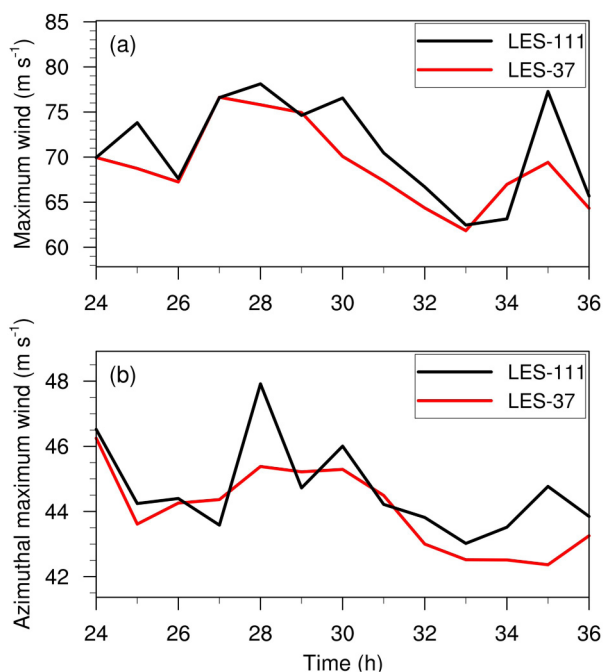 85
80
75
70
65
60
Maximum wind (m s-1)
(a)
LES-111
LES-37
24 26 28 30 32 34 36
48
46
44
42
Azimuthal maximum wind (m s-1)
(b)
LES-111
LES-37
24 26 28 30 32 34 36
Time (h)